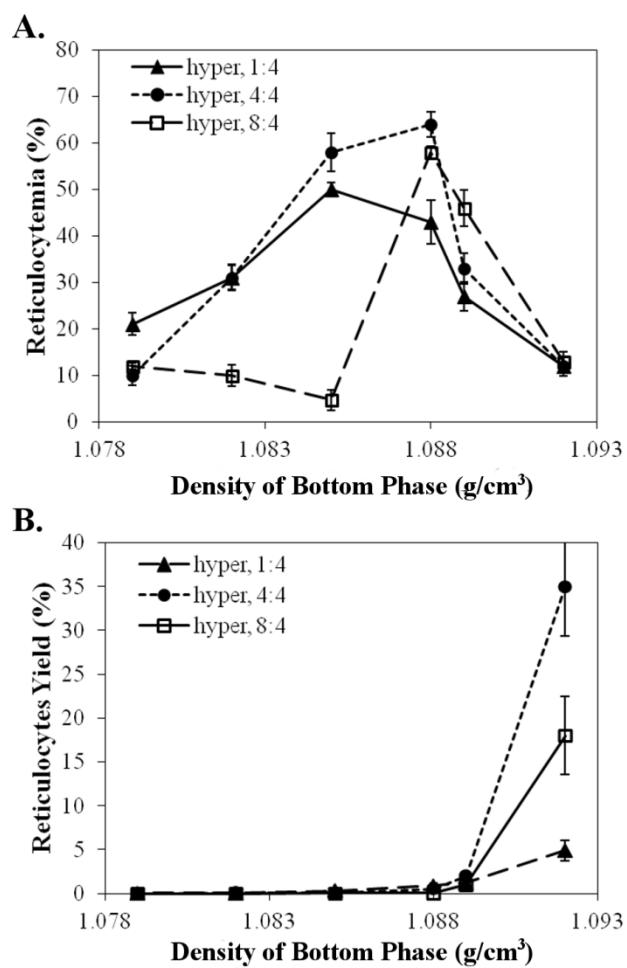 A.
80
70
60
50
40
30
20
10
0
Reticulocytemia (%)
hyper, 1:4
hyper, 4:4
hyper, 8:4
1.078 1.083 1.088 1.093
Density of Bottom Phase (g/cm³)
B.
40
35
30
25
20
15
10
5
0
Reticulocytes Yield (%)
hyper, 1:4
hyper, 4:4
hyper, 8:4
1.078 1.083 1.088 1.093
Density of Bottom Phase (g/cm³)